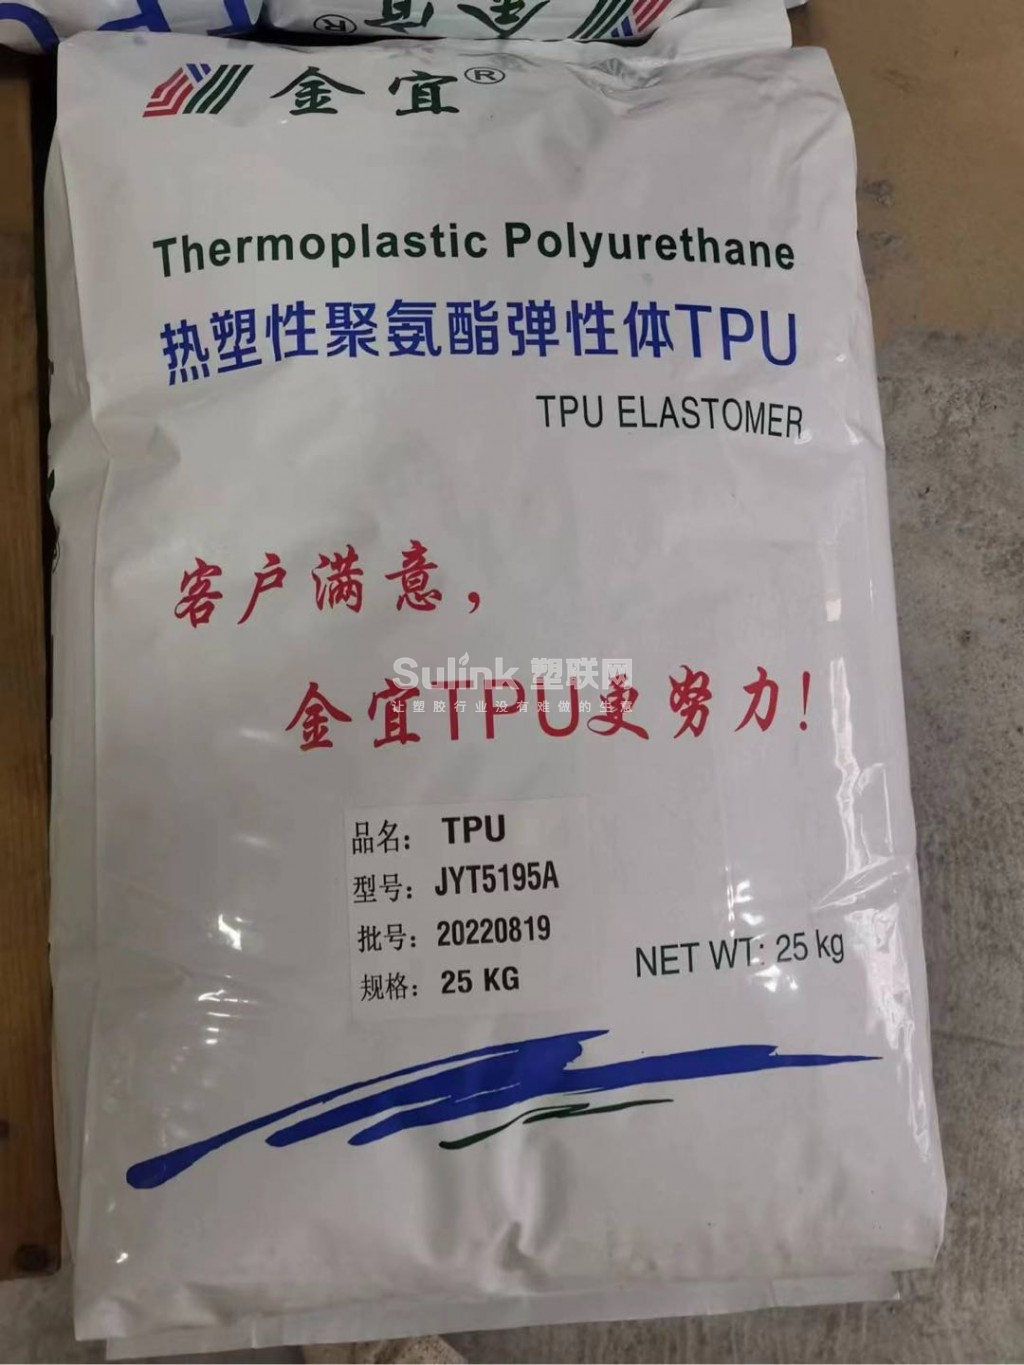 金宜®
Thermoplastic Polyurethane
热塑性聚氨酯弹性体TPU
TPU ELASTOMER
客户满意，
Sulink 塑联网
金宜TPU更努力！
让塑胶行业没有难做的生意
品名： TPU
型号： JYT5195A
批号： 20220819
规格： 25 KG
NET WT: 25 kg